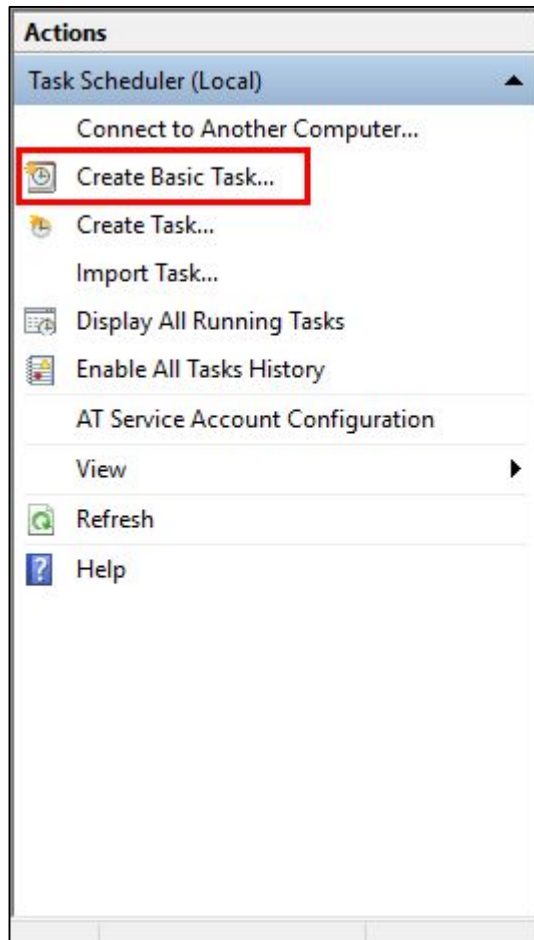 Actions
Task Scheduler (Local)
Connect to Another Computer...
Create Basic Task...
Create Task...
Import Task...
Display All Running Tasks
Enable All Tasks History
AT Service Account Configuration
View
Refresh
Help